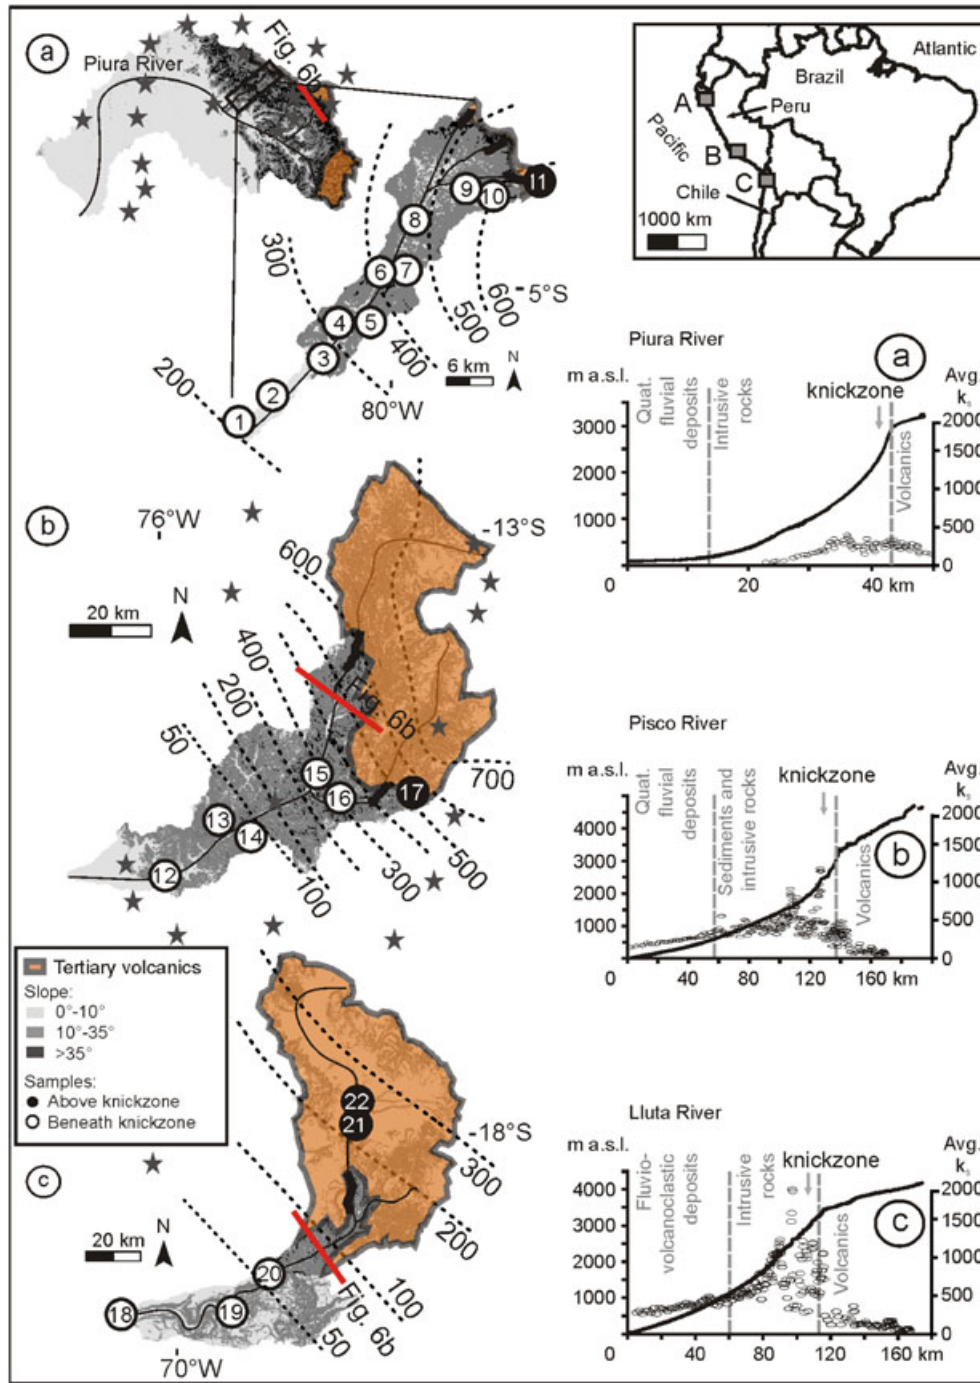 a
Piura River
Fig. 6b
300
200
400
500
600
5°S
80°W
6 km
N
1
2
3
4
5
6
7
8
9
10
11
Atlantic
Brazil
Peru
Pacific
Chile
A
B
C
1000 km
b
76°W
13°S
20 km
N
600
400
200
50
100
300
500
700
Fig. 6b
12
13
14
15
16
17
Tertiary volcanics
Slope:
0°-10°
10°-35°
>35°
Samples:
Above knickzone
Beneath knickzone
c
N
20 km
18°S
300
200
100
50
Fig. 6b
70°W
18
19
20
21
22
Piura River
a
m a.s.l.
Quat. fluvial deposits
Intrusive rocks
knickzone
Volcanics
Avg. ks
3000
2000
1000
0
2000
1500
1000
500
0
0 20 40 km
Pisco River
b
m a.s.l.
Quat. fluvial deposits
Sediments and intrusive rocks
knickzone
Volcanics
Avg. ks
5000
4000
3000
2000
1000
0
2000
1500
1000
500
0
0 40 80 120 160 km
Lluta River
c
m a.s.l.
Fluvio-volcanoclastic deposits
Intrusive rocks
knickzone
Volcanics
Avg. ks
4000
3000
2000
1000
0
2000
1500
1000
500
0
0 40 80 120 160 km